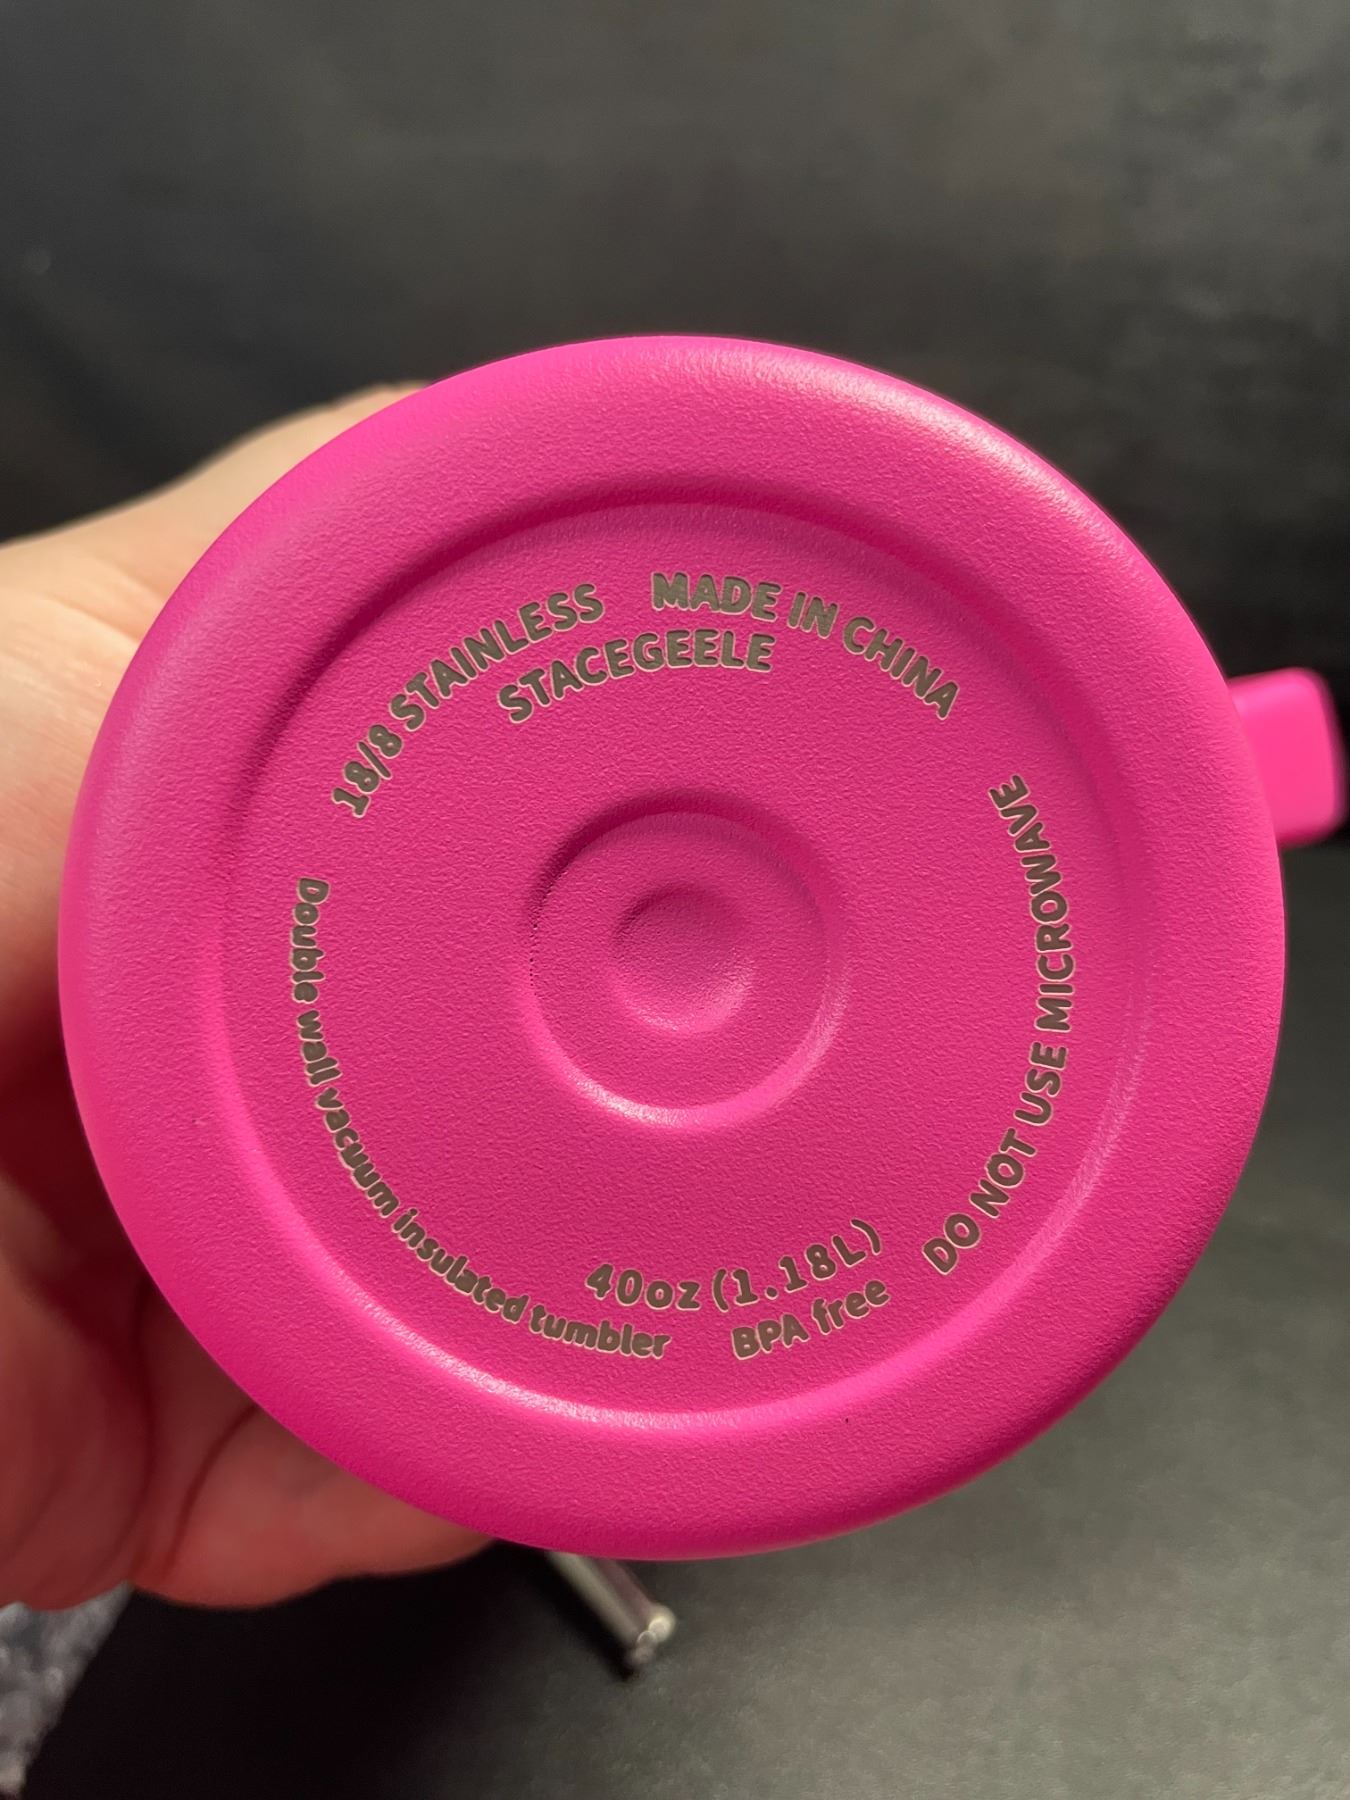 18/8 STAINLESS MADE IN CHINA
STACEGEELE
DO NOT USE MICROWAVE
Double wall vacuum insulated tumbler
40oz (1.18L)
BPA free